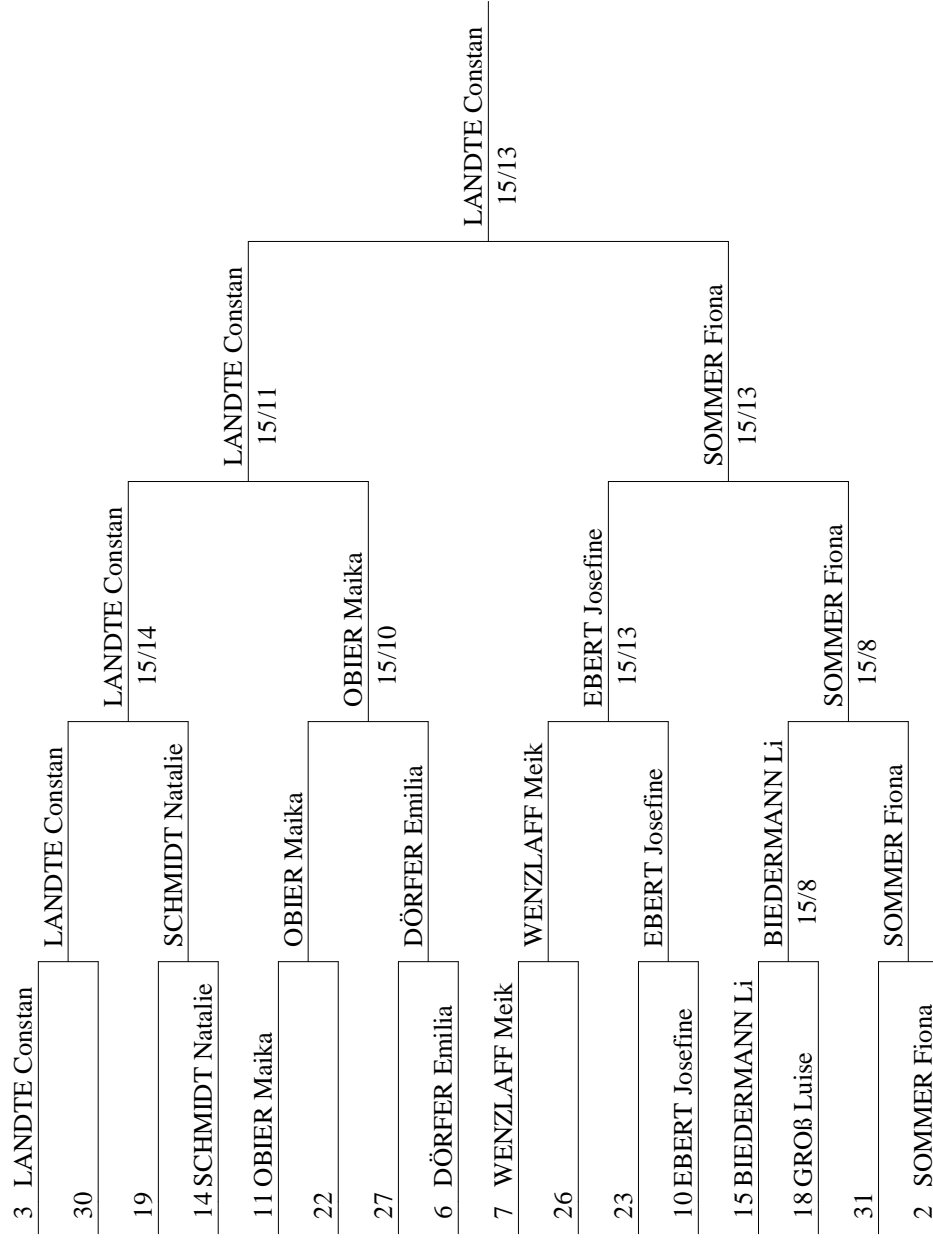 3 LANDTE Constan
30
19
14 SCHMIDT Natalie
11 OBIER Maika
22
27
6 DÖRFER Emilia
7 WENZLAFF Meik
26
23
10 EBERT Josefine
15 BIEDERMANN Li
18 GROß Luise
31
2 SOMMER Fiona
LANDTE Constan
SCHMIDT Natalie
OBIER Maika
DÖRFER Emilia
WENZLAFF Meik
EBERT Josefine
BIEDERMANN Li
15/8
SOMMER Fiona
LANDTE Constan
15/14
OBIER Maika
15/10
EBERT Josefine
15/13
SOMMER Fiona
15/8
LANDTE Constan
15/11
SOMMER Fiona
15/13
LANDTE Constan
15/13